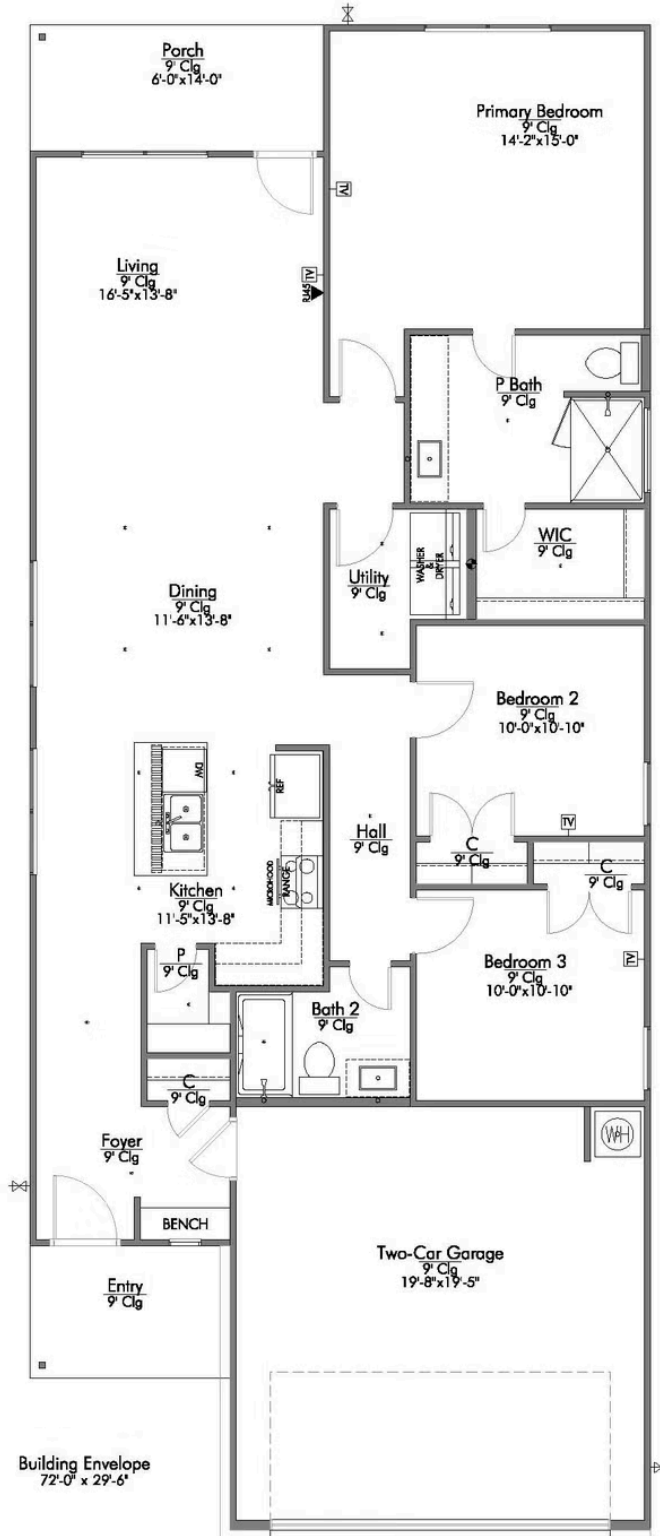 Porch
9' Clg
6'-0"x14'-0"
Primary Bedroom
9' Clg
14'-2"x15'-0"
TV
Living
9' Clg
16'-5"x13'-8"
TV
RJ45
P Bath
9' Clg
WIC
9' Clg
WASHER
&
DRYER
Utility
9' Clg
Dining
9' Clg
11'-6"x13'-8"
Bedroom 2
9' Clg
10'-0"x10'-10"
TV
DW
REF
Hall
9' Clg
C
9' Clg
C
9' Clg
MICROHOOD
RANGE
Kitchen
9' Clg
11'-5"x13'-8"
P
9' Clg
Bedroom 3
9' Clg
10'-0"x10'-10"
TV
Bath 2
9' Clg
C
9' Clg
Foyer
9' Clg
WH
BENCH
Two-Car Garage
9' Clg
19'-8"x19'-5"
Entry
9' Clg
Building Envelope
72'-0" x 29'-6"